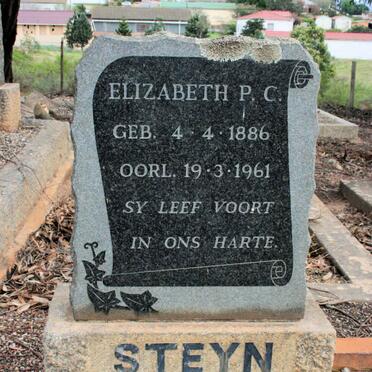 ELIZABETH P. C.
GEB. 4·4·1886
OORL. 19·3·1961
SY LEEF VOORT
IN ONS HARTE.
STEYN